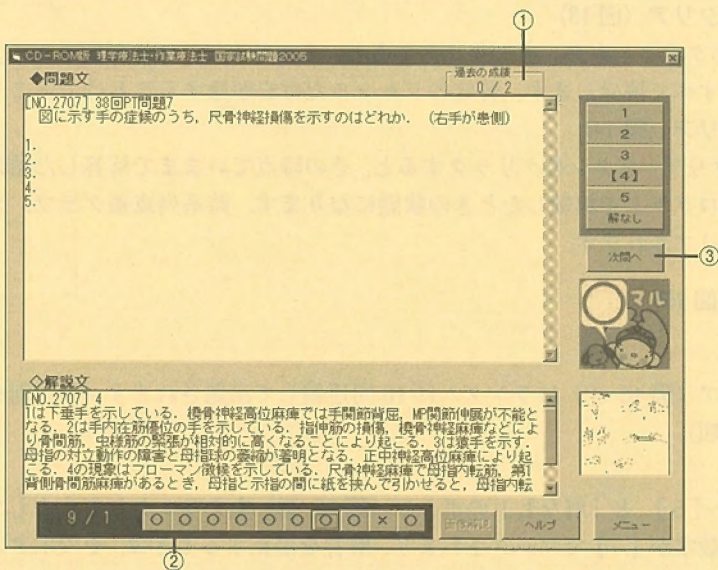 ①
CD-ROM版 理学療法士・作業療法士 国家試験問題2005
◆問題文
過去の成績
0 / 2
[NO.2707] 38回PT問題7
図に示す手の症候のうち，尺骨神経損傷を示すのはどれか．（右手が患側）
1.
2.
3.
4.
5.
1
2
3
【4】
5
解なし
次問へ
③
マル
◇解説文
[NO.2707] 4
1は下垂手を示している．橈骨神経高位麻痺では手関節背屈，MP関節伸展が不能と
なる．2は手内在筋優位の手を示している．指伸筋の損傷，橈骨神経麻痺などによ
り骨間筋，虫様筋の緊張が相対的に高くなることにより起こる．3は猿手を示す．
母指の対立動作の障害と母指球の萎縮が著明となる．正中神経高位麻痺により起
こる．4の現象はフローマン徴候を示している．尺骨神経麻痺で母指内転筋，第1
背側骨間筋麻痺があるとき，母指と示指の間に紙を挟んで引かせると，母指内転
9 / 1
○ ○ ○ ○ ○ ○ ○ ○ × ○
ヘルプ
メニュー
②